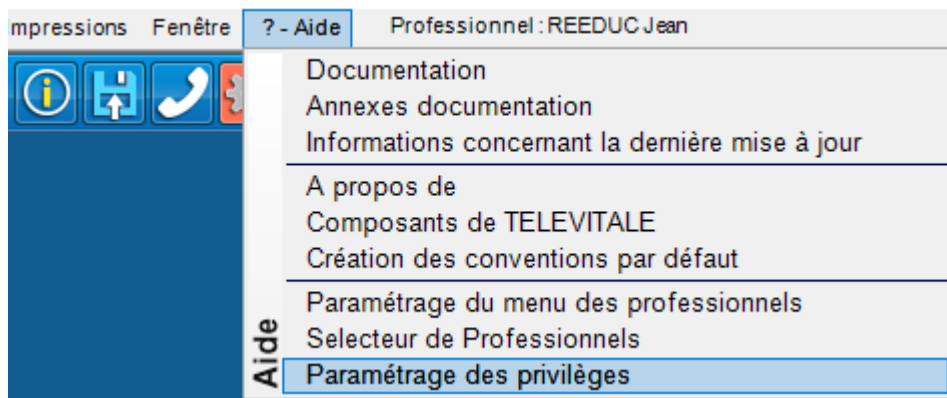 mpressions Fenêtre ? - Aide Professionnel : REEDUC Jean
Documentation
Annexes documentation
Informations concernant la dernière mise à jour
A propos de
Composants de TELEVITALE
Création des conventions par défaut
Paramétrage du menu des professionnels
Selecteur de Professionnels
Paramétrage des privilèges
Aide